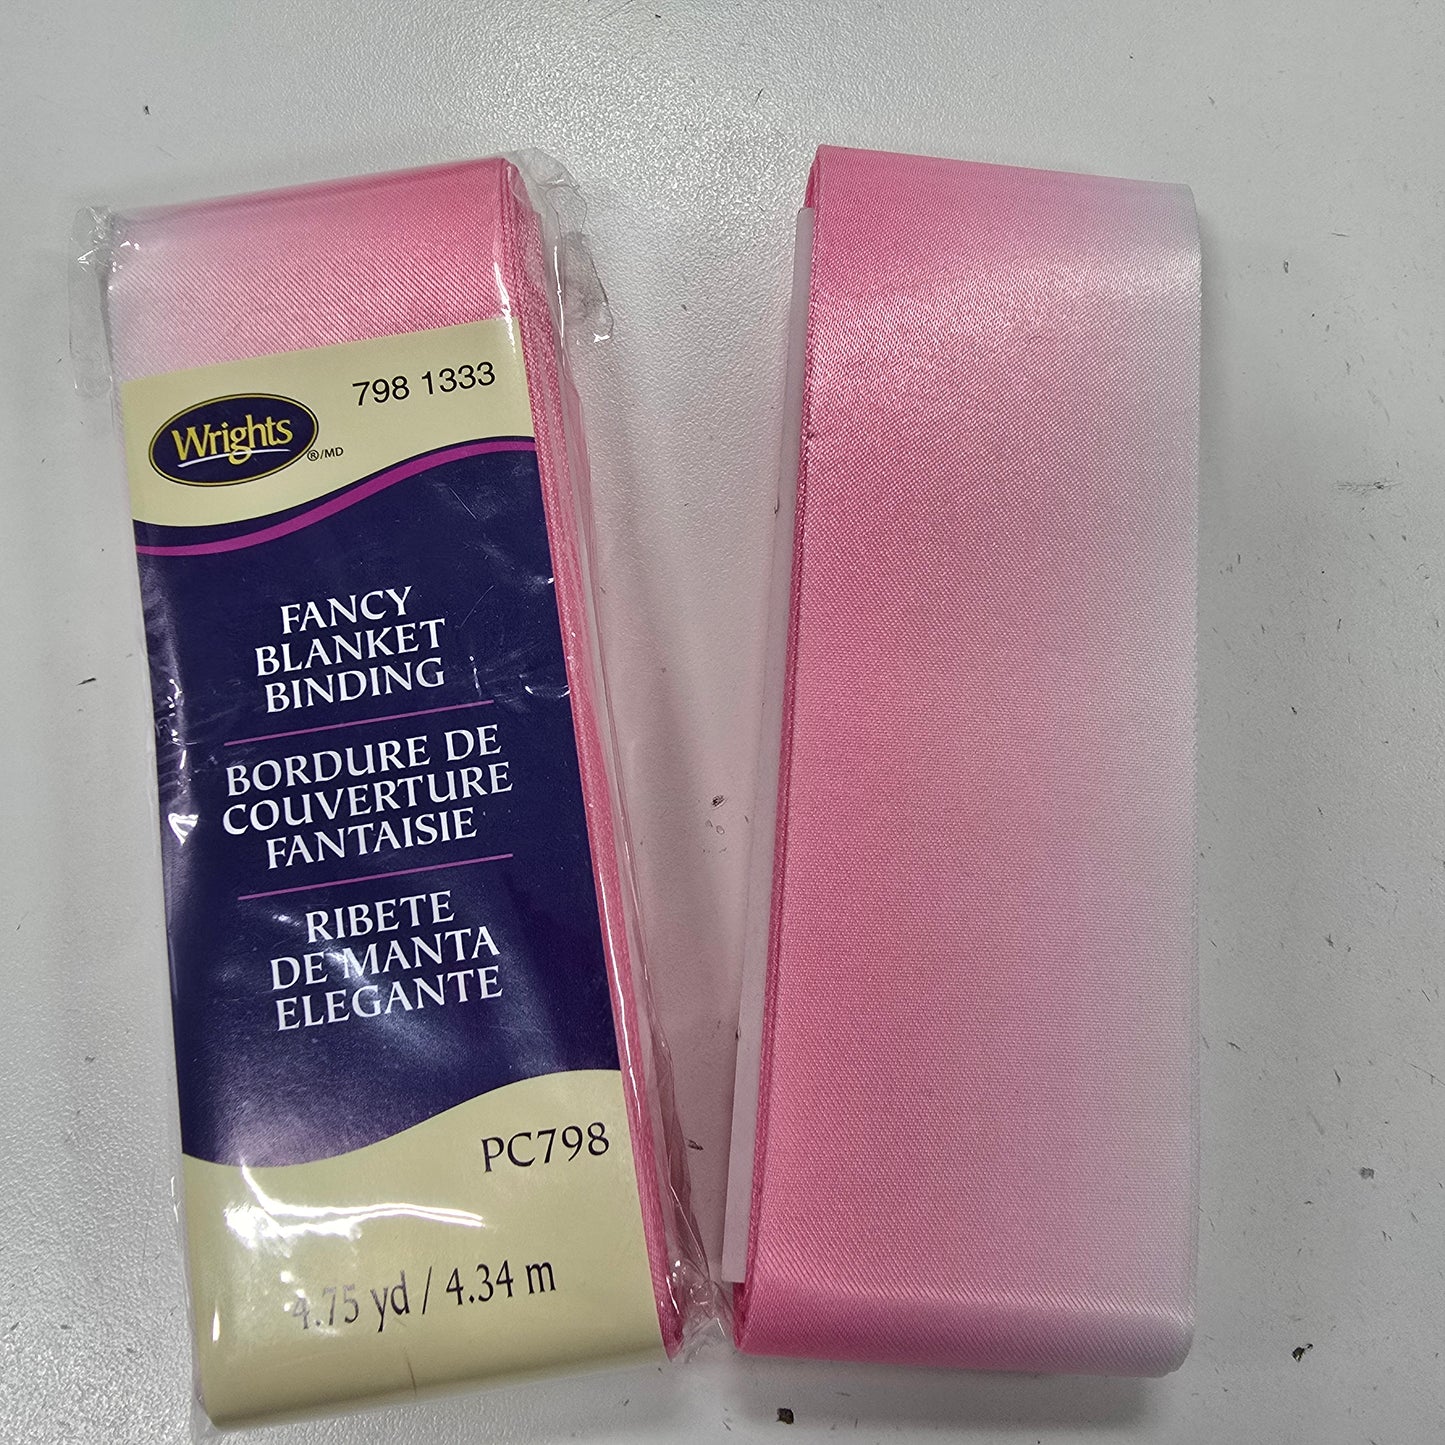 798 1333
Wrights
®/MD
FANCY
BLANKET
BINDING
BORDURE DE
COUVERTURE
FANTAISIE
RIBETE
DE MANTA
ELEGANTE
PC798
4.75 yd / 4.34 m